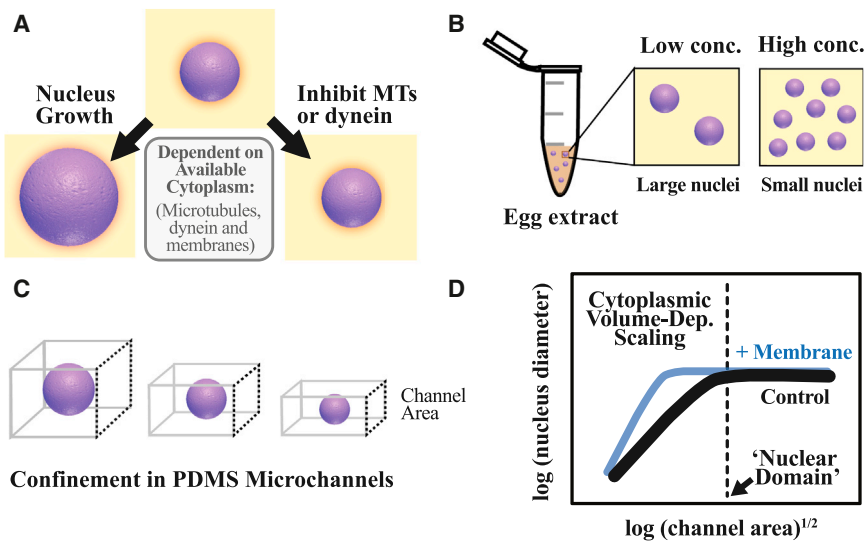 A
Nucleus
Growth
Inhibit MTs
or dynein
Dependent on
Available
Cytoplasm:
(Microtubules,
dynein and
membranes)
B
Low conc.
High conc.
Large nuclei
Small nuclei
Egg extract
C
Channel
Area
Confinement in PDMS Microchannels
D
log (nucleus diameter)
Cytoplasmic
Volume-Dep.
Scaling
+ Membrane
Control
‘Nuclear
Domain’
log (channel area)^1/2